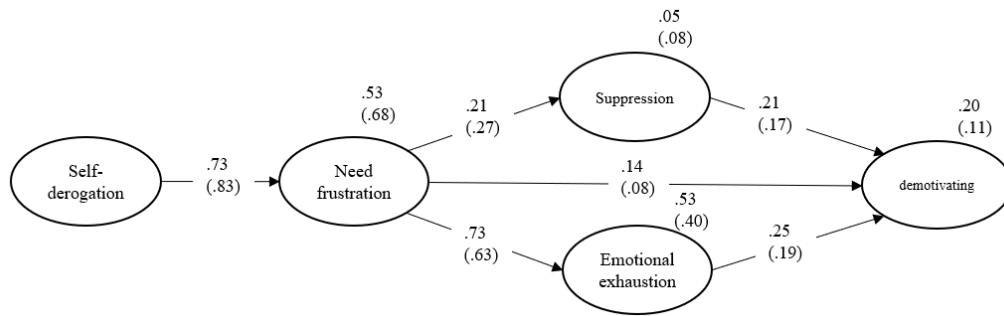 .05
(.08)
Suppression
.53
(.68)
.21
(.27)
.21
(.17)
.20
(.11)
Self-
derogation
.73
(.83)
Need
frustration
.14
(.08)
demotivating
.53
(.40)
.73
(.63)
Emotional
exhaustion
.25
(.19)